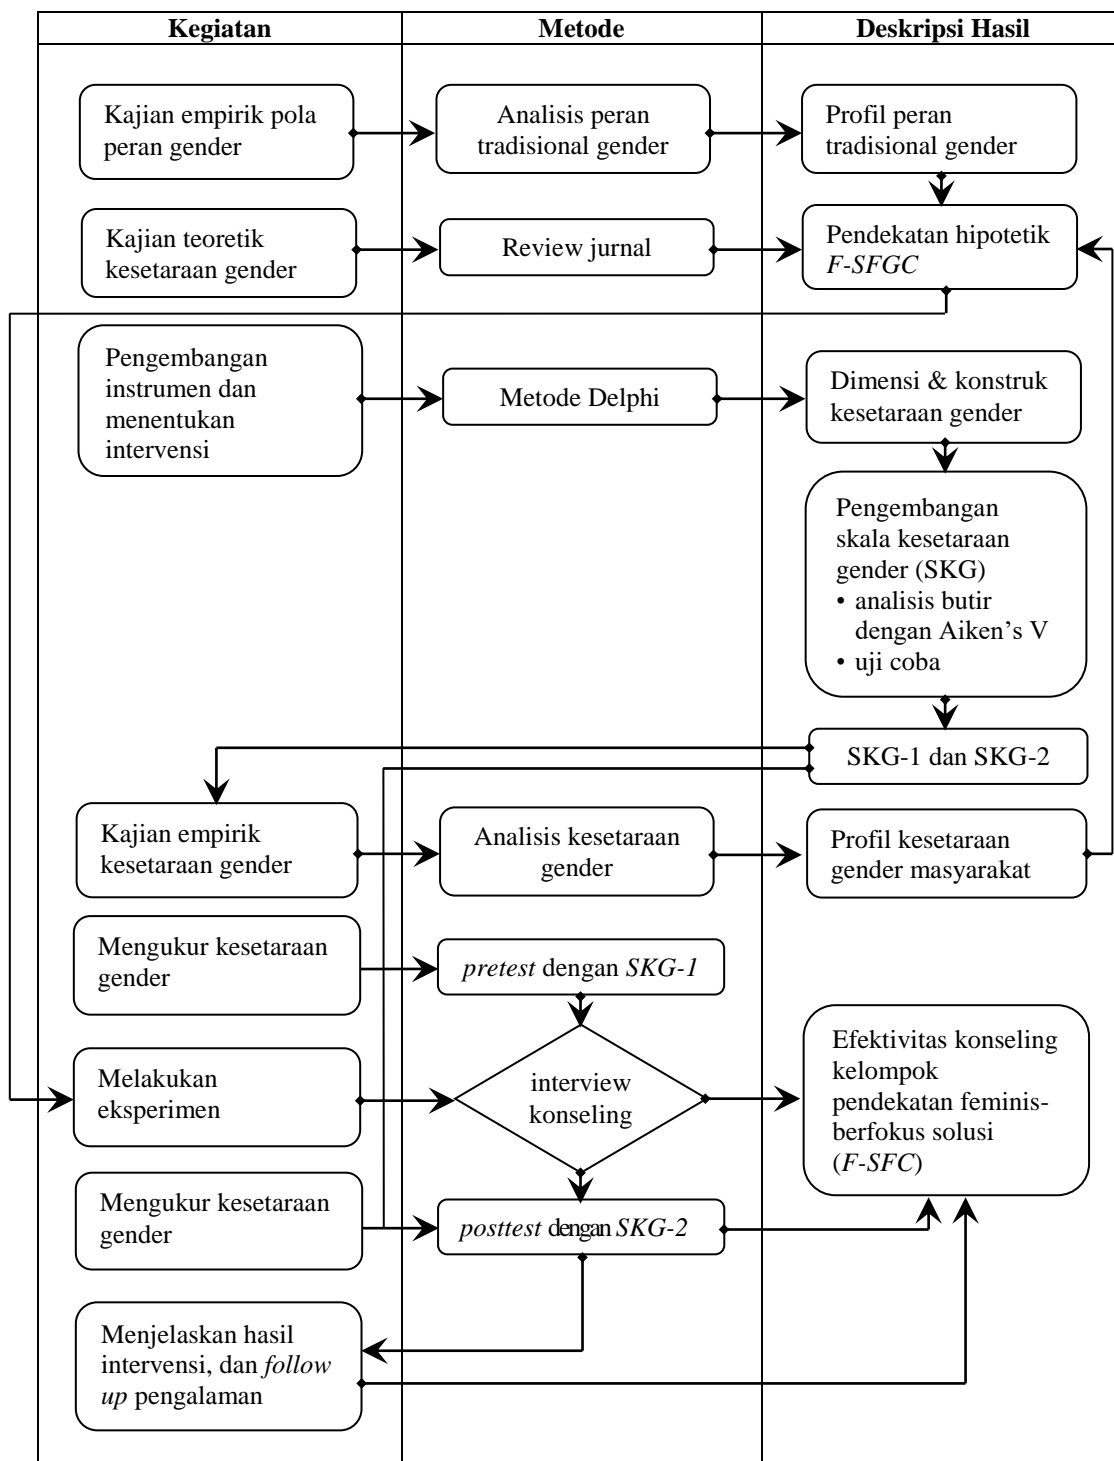 Kegiatan
Metode
Deskripsi Hasil
Kajian empirik pola
peran gender
Analisis peran
tradisional gender
Profil peran
tradisional gender
Kajian teoretik
kesetaraan gender
Review jurnal
Pendekatan hipotetik
F-SFGC
Pengembangan
instrumen dan
menentukan
intervensi
Metode Delphi
Dimensi & konstruk
kesetaraan gender
Pengembangan
skala kesetaraan
gender (SKG)
• analisis butir
dengan Aiken’s V
• uji coba
SKG-1 dan SKG-2
Kajian empirik
kesetaraan gender
Analisis kesetaraan
gender
Profil kesetaraan
gender masyarakat
Mengukur kesetaraan
gender
pretest dengan SKG-1
Melakukan
eksperimen
interview
konseling
Efektivitas konseling
kelompok
pendekatan feminis-
berfokus solusi
(F-SFC)
Mengukur kesetaraan
gender
posttest dengan SKG-2
Menjelaskan hasil
intervensi, dan follow
up pengalaman